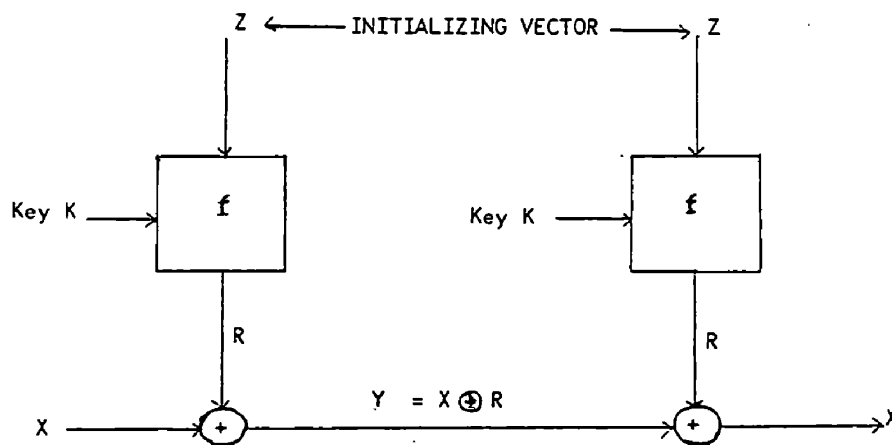 Z INITIALIZING VECTOR Z
f f
Key K Key K
R R
Y = X ⊕ R
X + + X